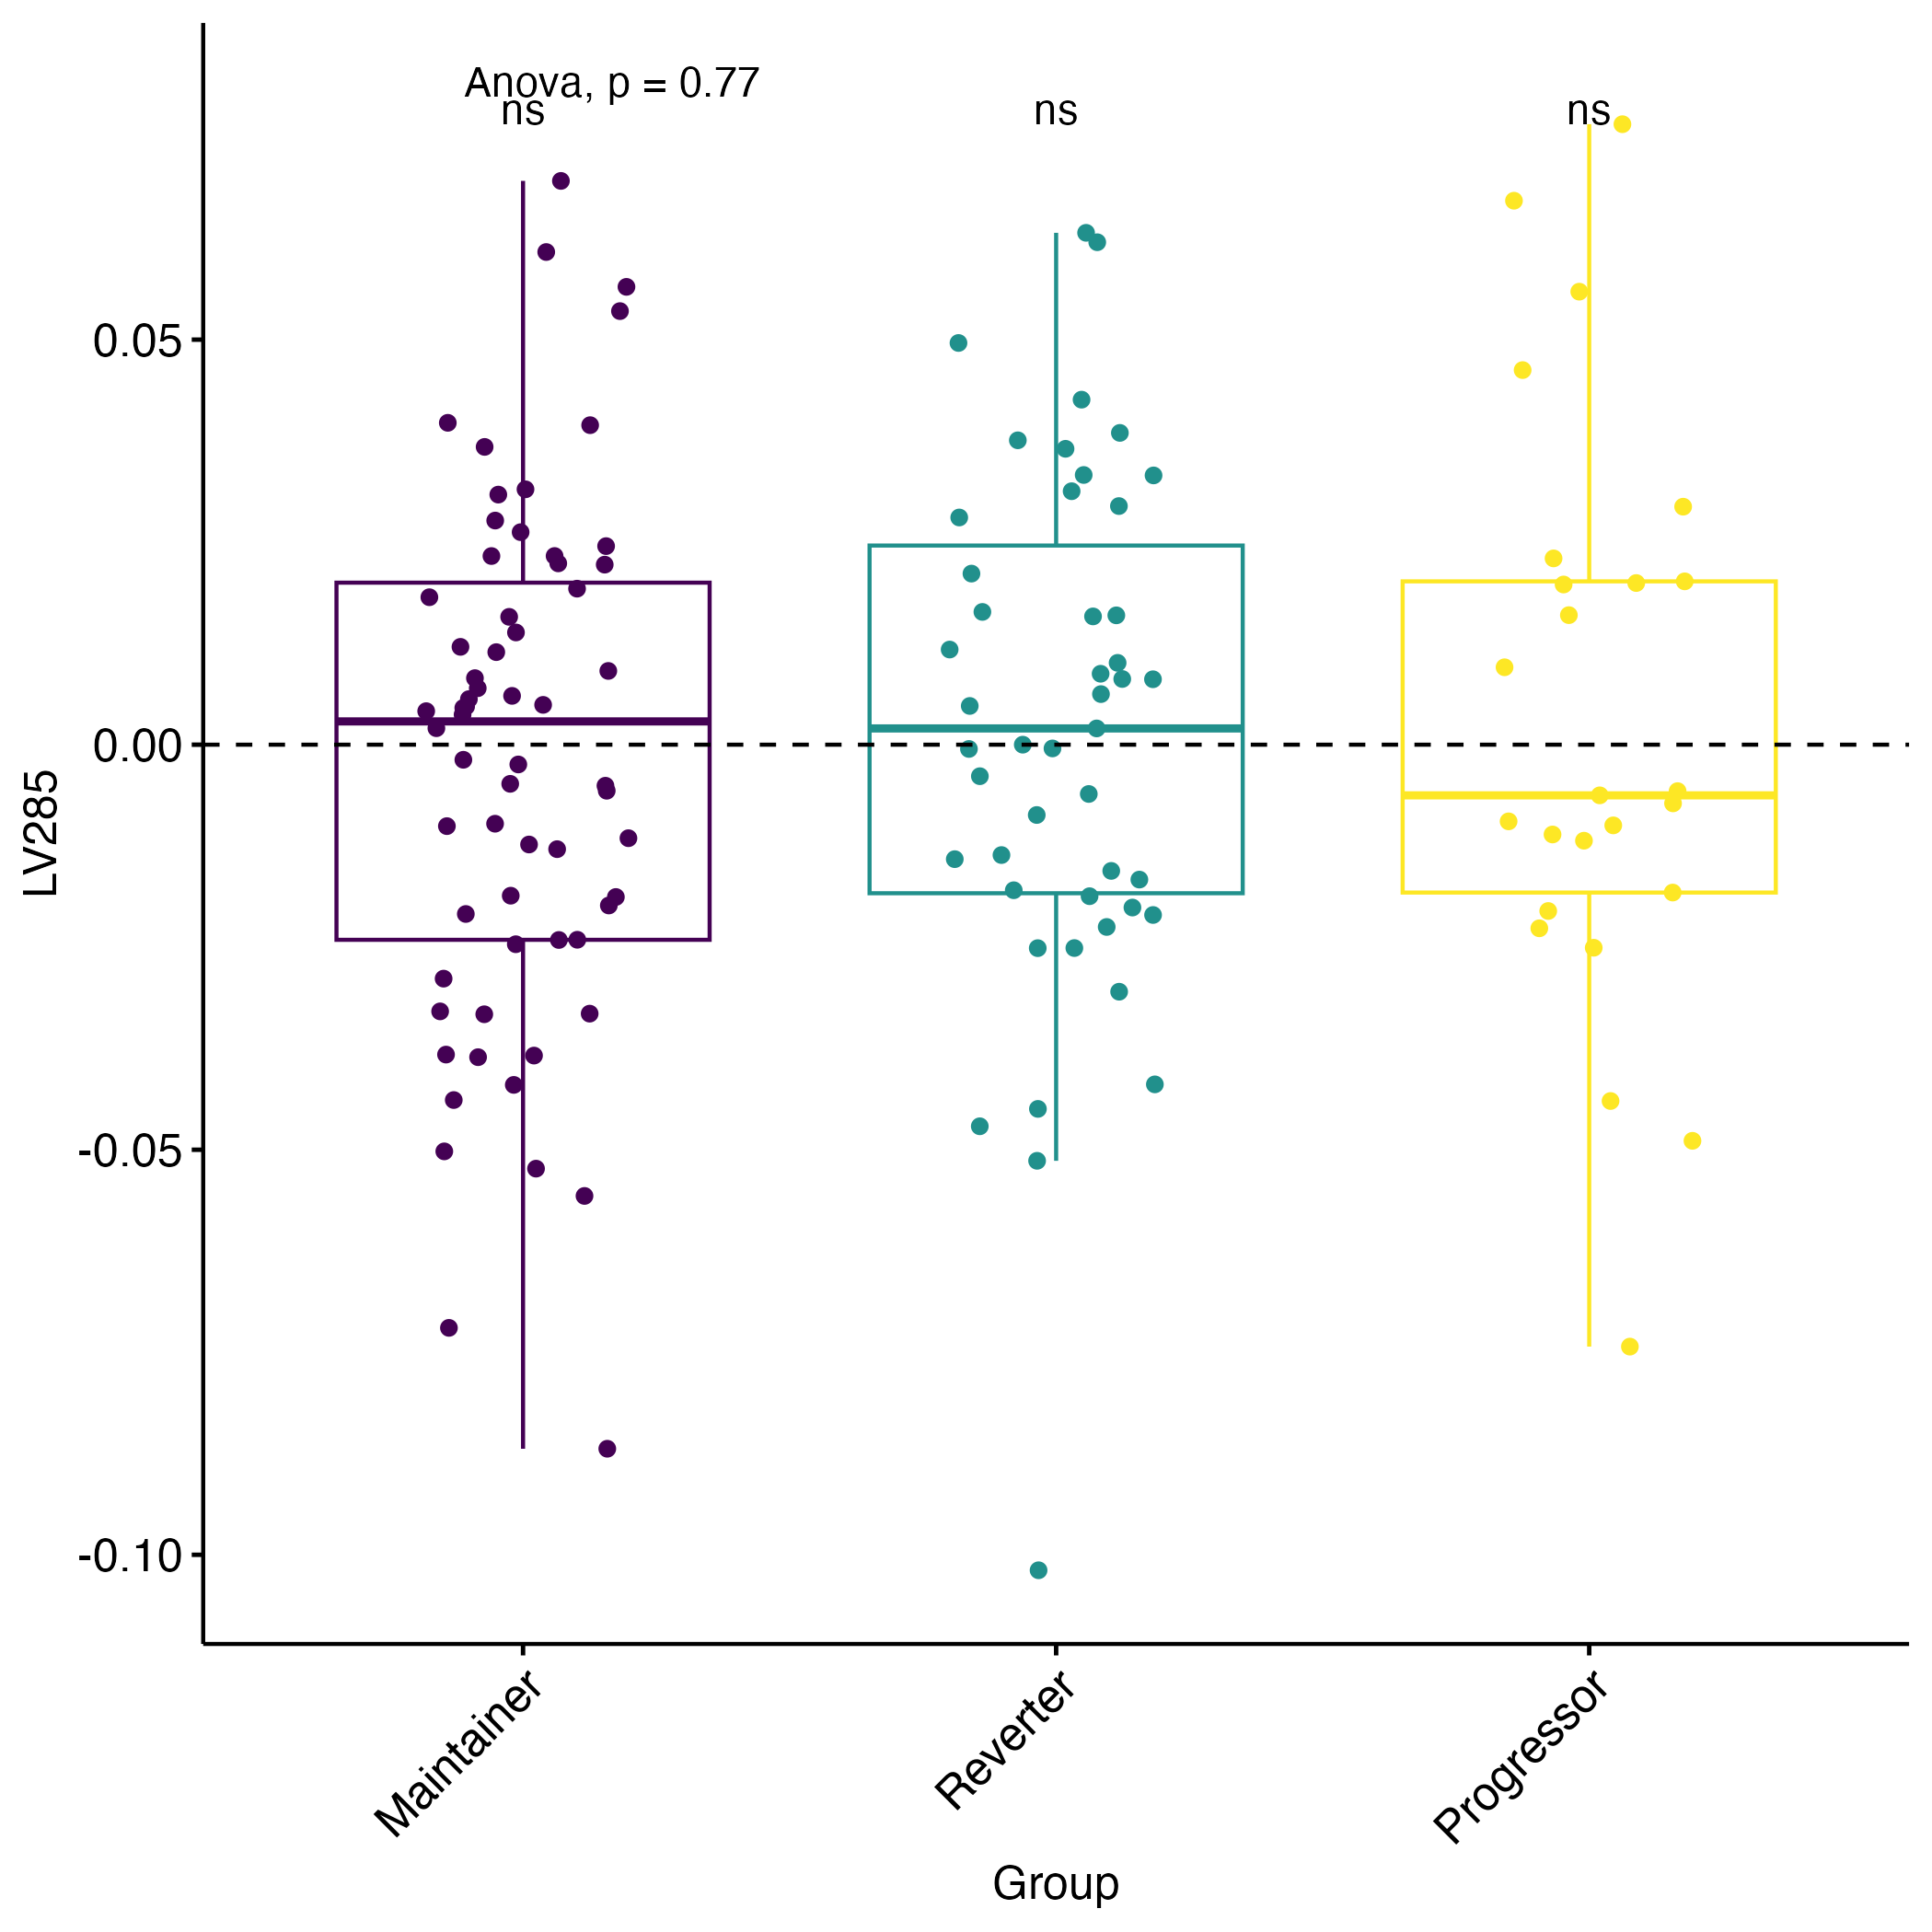 Anova, p = 0.77
ns
ns
ns
0.05
0.00
-0.05
-0.10
LV285
Maintainer
Reverter
Progressor
Group